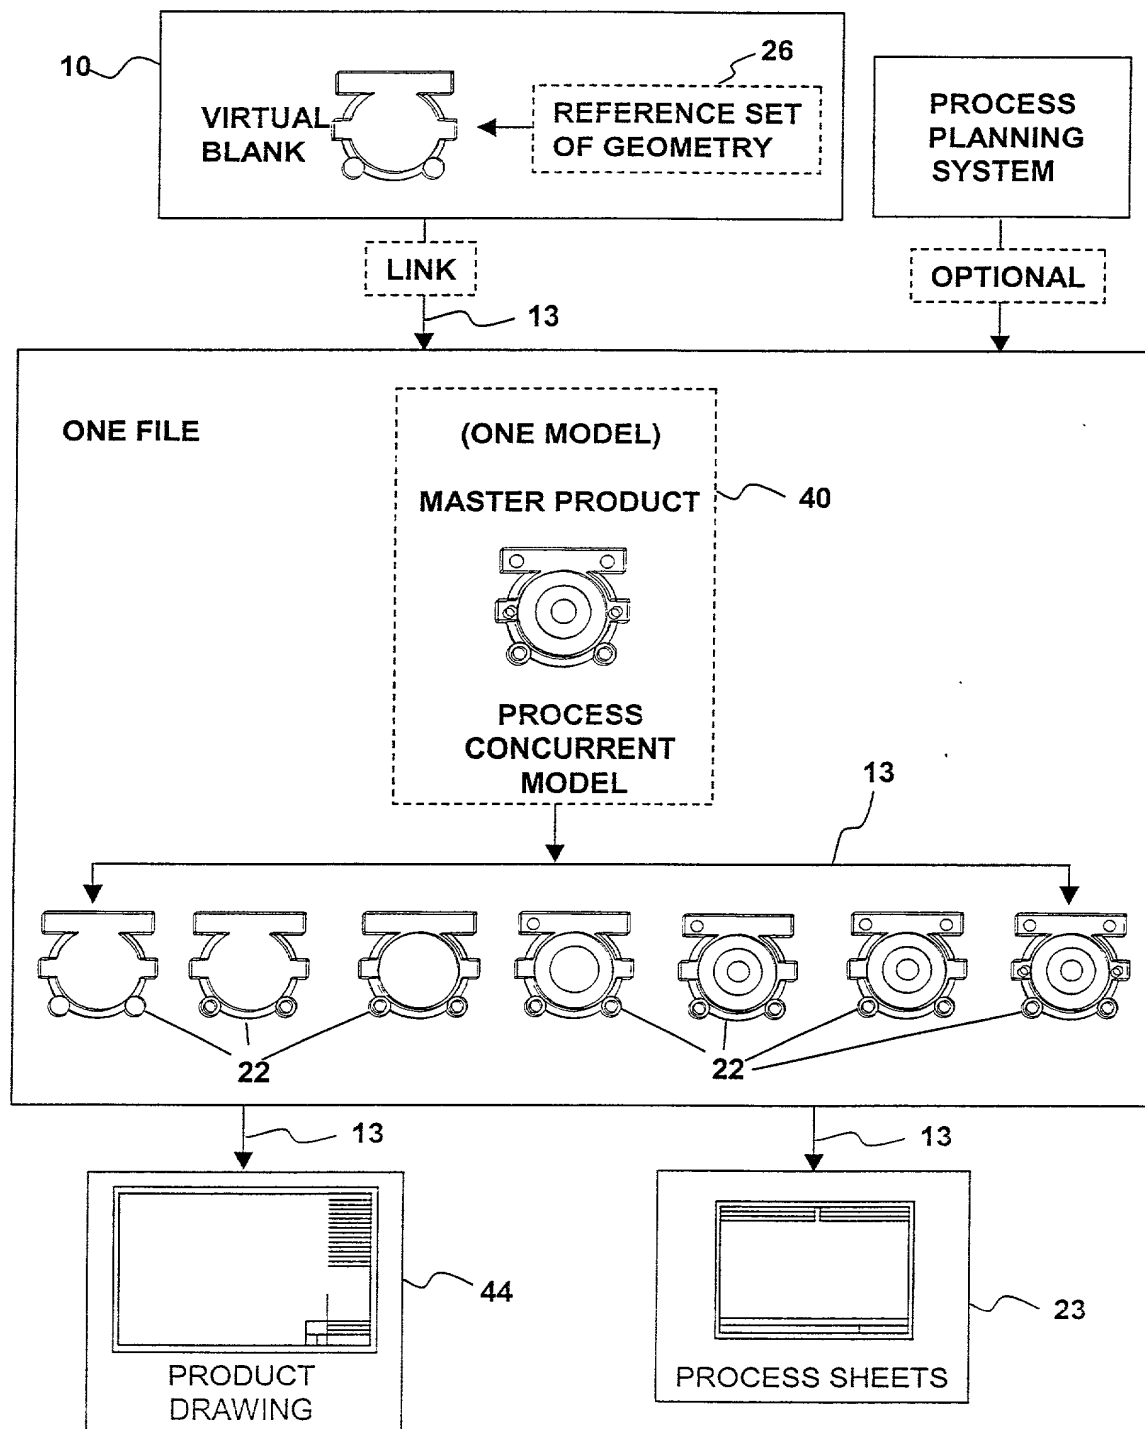 10
VIRTUAL
BLANK
26
REFERENCE SET
OF GEOMETRY
PROCESS
PLANNING
SYSTEM
LINK
OPTIONAL
13
ONE FILE
(ONE MODEL)
MASTER PRODUCT
40
PROCESS
CONCURRENT
MODEL
13
22
22
13
13
44
23
PRODUCT
DRAWING
PROCESS SHEETS